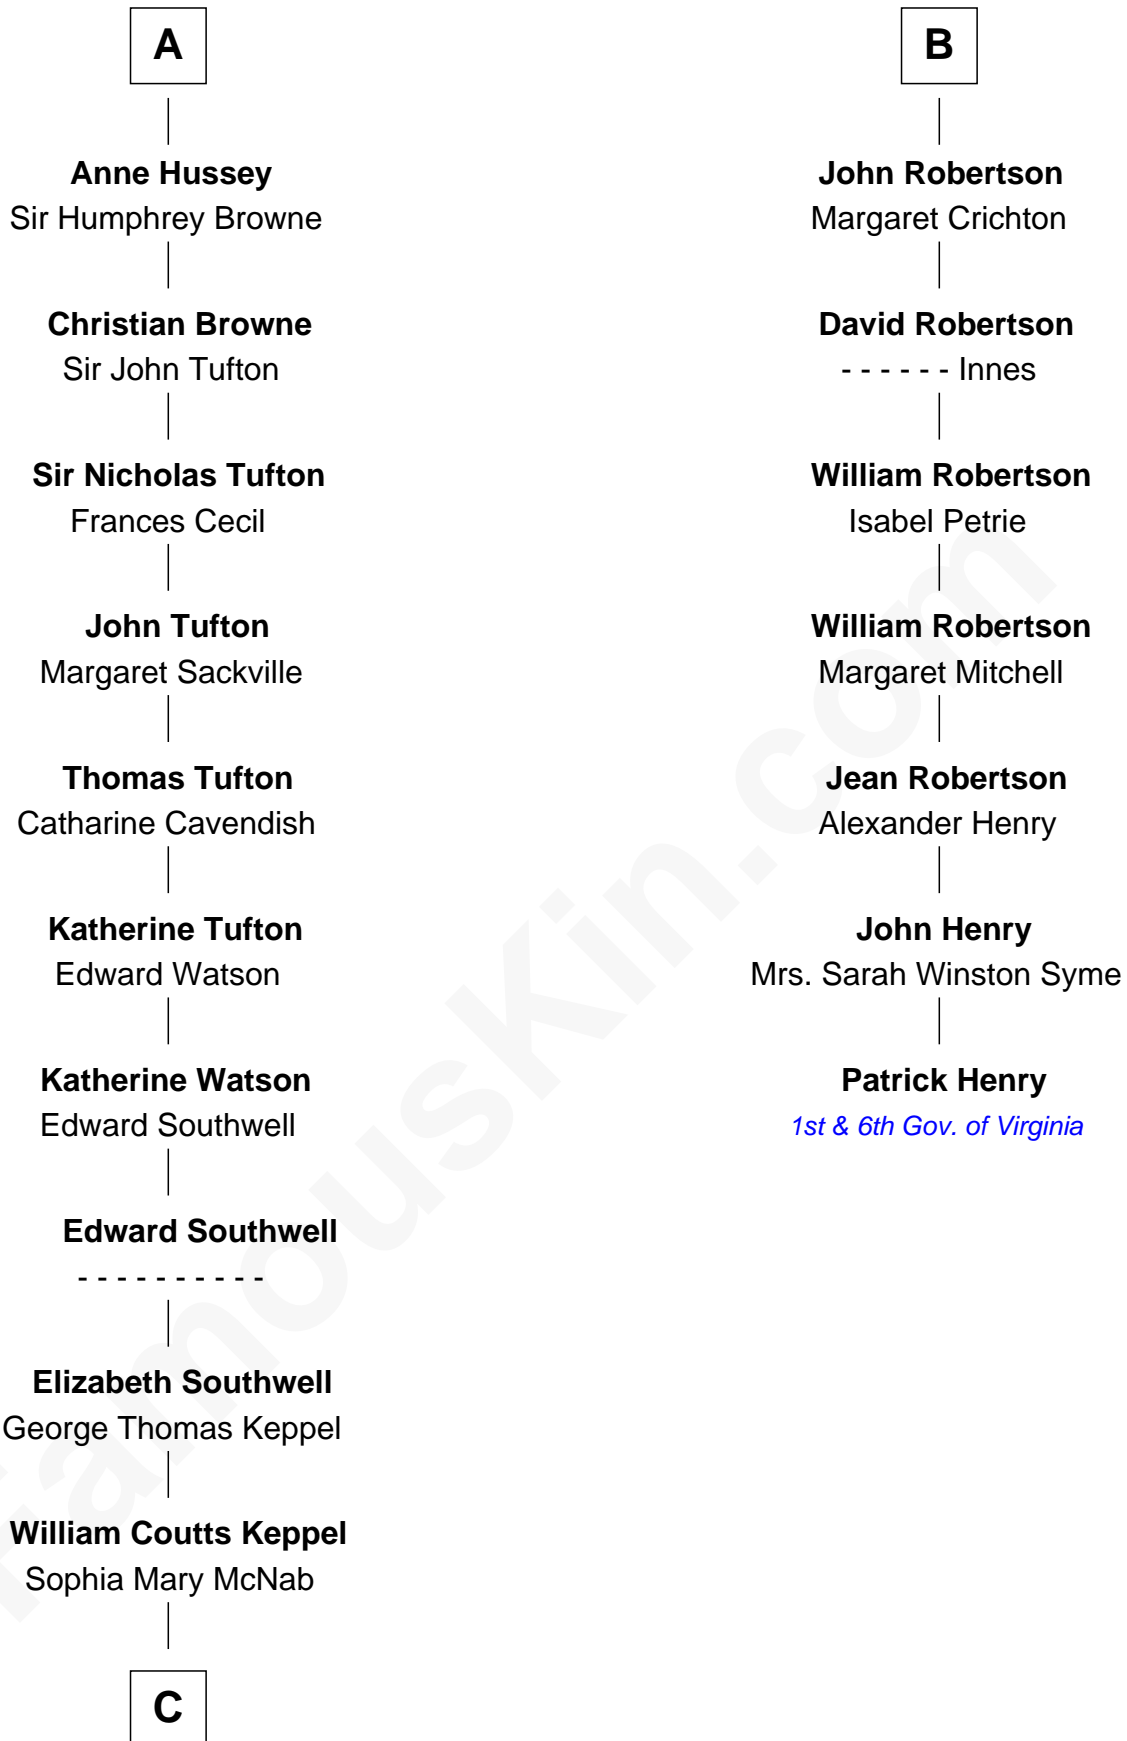 A
Anne Hussey
Sir Humphrey Browne
Christian Browne
Sir John Tufton
Sir Nicholas Tufton
Frances Cecil
John Tufton
Margaret Sackville
Thomas Tufton
Catharine Cavendish
Katherine Tufton
Edward Watson
Katherine Watson
Edward Southwell
Edward Southwell
- - - - - - - - - -
Elizabeth Southwell
George Thomas Keppel
William Coutts Keppel
Sophia Mary McNab
C
B
John Robertson
Margaret Crichton
David Robertson
- - - - - - Innes
William Robertson
Isabel Petrie
William Robertson
Margaret Mitchell
Jean Robertson
Alexander Henry
John Henry
Mrs. Sarah Winston Syme
Patrick Henry
1st & 6th Gov. of Virginia
FamousKin.com